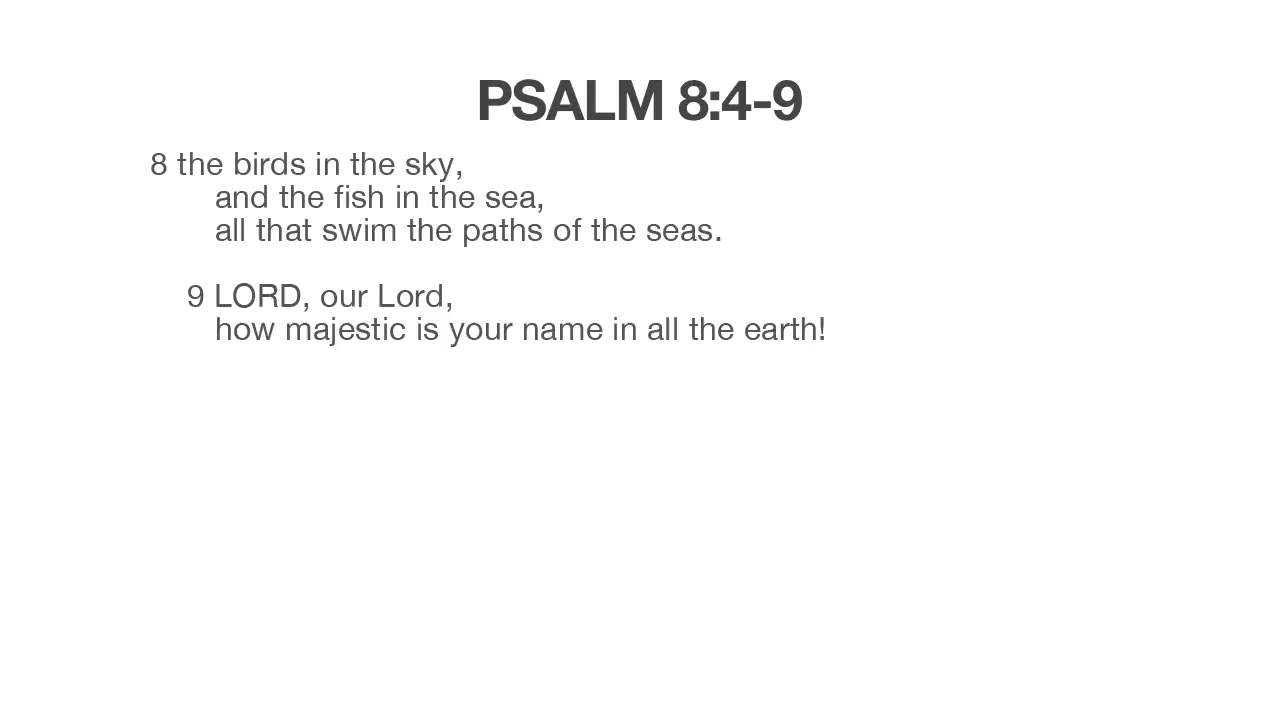 PSALM 8:4-9
8 the birds in the sky,
and the fish in the sea,
all that swim the paths of the seas.
9 LORD, our Lord,
how majestic is your name in all the earth!